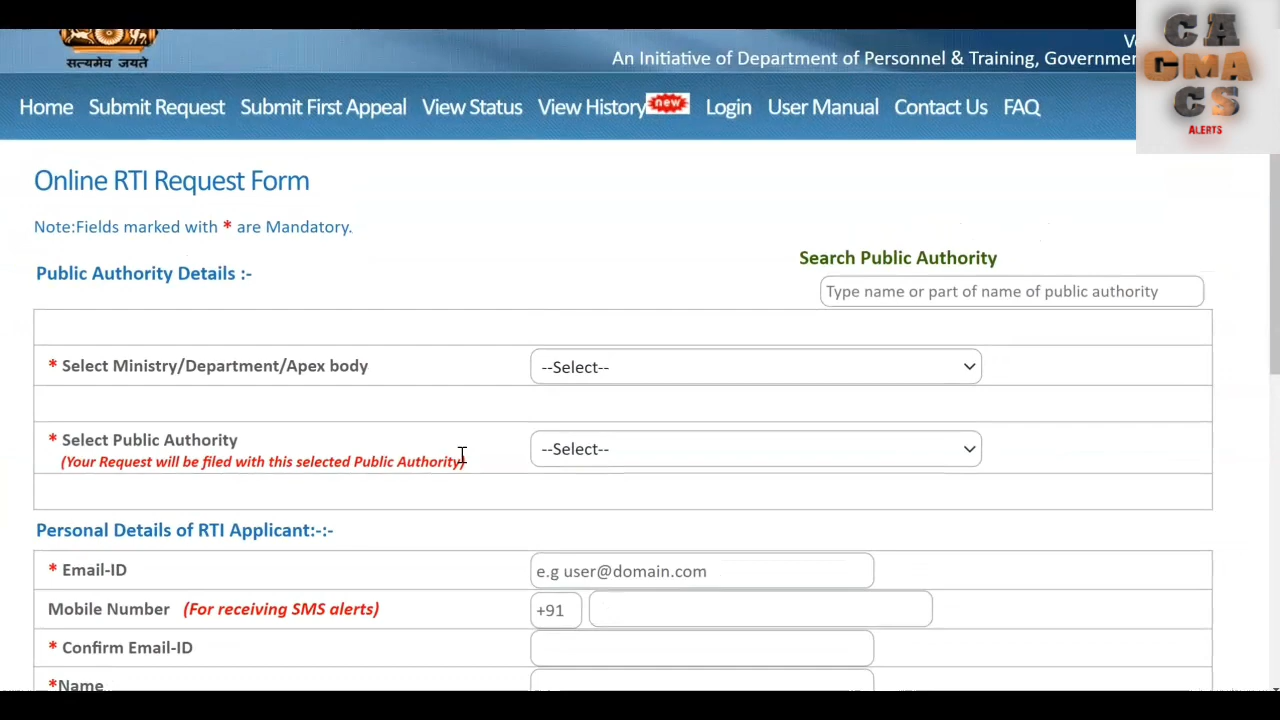 सत्यमेव जयते
An Initiative of Department of Personnel & Training,
CA
CMA
CS
ALERTS
Home Submit Request Submit First Appeal View Status View History new Login User Manual Contact Us FAQ
Online RTI Request Form
Note:Fields marked with * are Mandatory.
Search Public Authority
Public Authority Details :-
Type name or part of name of public authority
* Select Ministry/Department/Apex body --Select--
* Select Public Authority --Select--
(Your Request will be filed with this selected Public Authority)
Personal Details of RTI Applicant:-:-
* Email-ID e.g user@domain.com
Mobile Number (For receiving SMS alerts) +91
* Confirm Email-ID
*Name